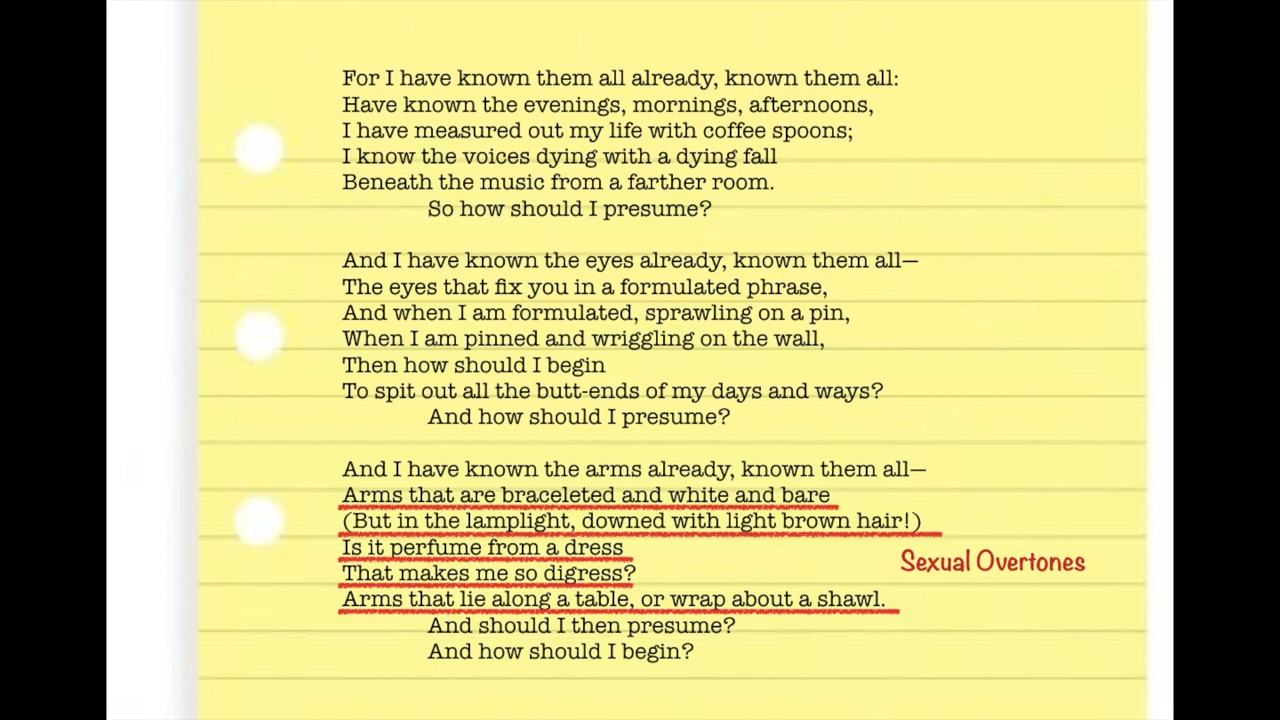 For I have known them all already, known them all:
Have known the evenings, mornings, afternoons,
I have measured out my life with coffee spoons;
I know the voices dying with a dying fall
Beneath the music from a farther room.
So how should I presume?
And I have known the eyes already, known them all—
The eyes that fix you in a formulated phrase,
And when I am formulated, sprawling on a pin,
When I am pinned and wriggling on the wall,
Then how should I begin
To spit out all the butt-ends of my days and ways?
And how should I presume?
And I have known the arms already, known them all—
Arms that are braceleted and white and bare
(But in the lamplight, downed with light brown hair!)
Is it perfume from a dress
That makes me so digress?
Arms that lie along a table, or wrap about a shawl.
And should I then presume?
And how should I begin?
Sexual Overtones